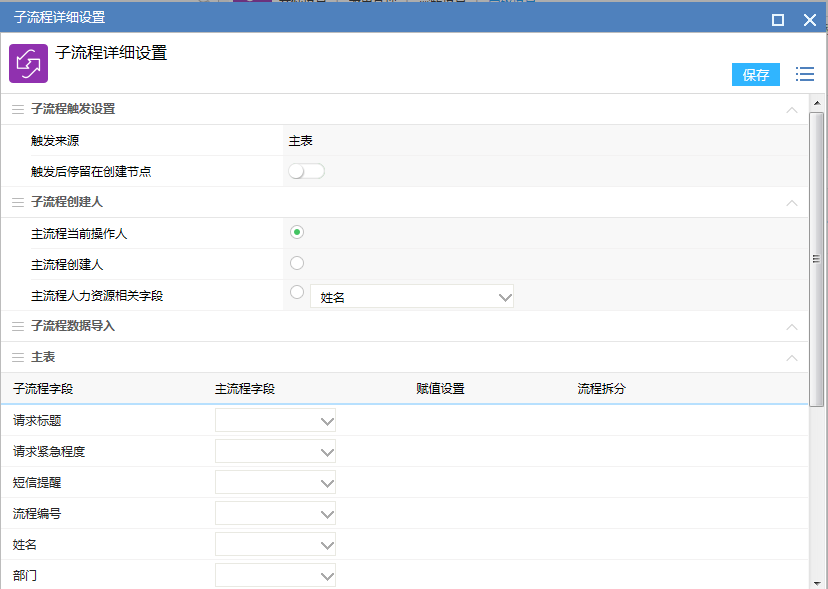 子流程详细设置
子流程详细设置
保存
子流程触发设置
触发来源 主表
触发后停留在创建节点
子流程创建人
主流程当前操作人
主流程创建人
主流程人力资源相关字段 姓名
子流程数据导入
主表
子流程字段 主流程字段 赋值设置 流程拆分
请求标题
请求紧急程度
短信提醒
流程编号
姓名
部门